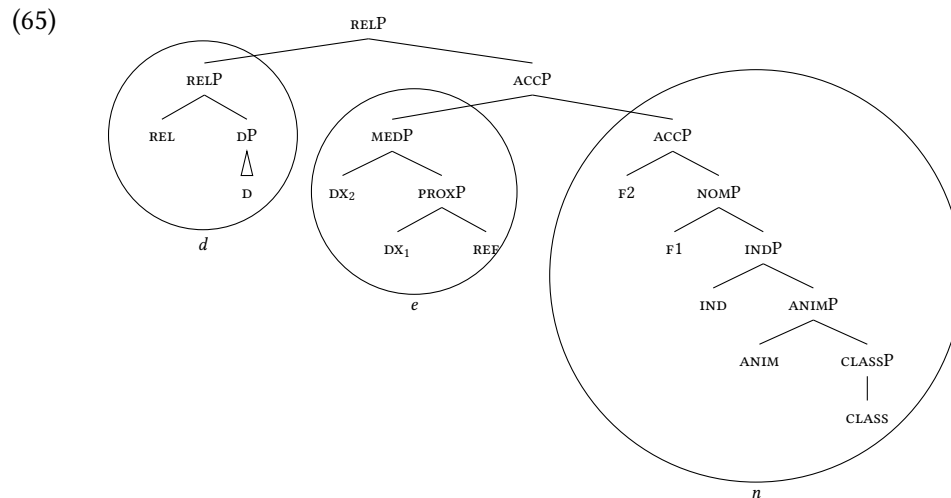 (65)
RELP
RELP ACCP
REL DP MEDP ACCP
D DX₂ PROXP F2 NOMP
d DX₁ REF F1 INDP
e IND ANIMP
ANIM CLASSP
CLASS
n